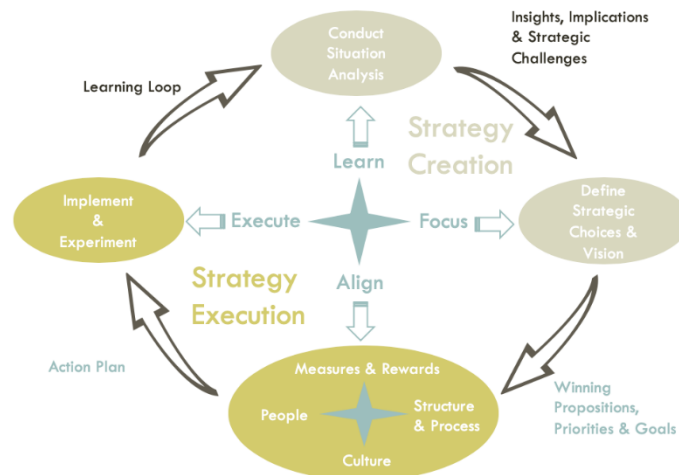 Conduct
Situation
Analysis
Insights, Implications
& Strategic
Challenges
Learning Loop
Strategy
Creation
Learn
Implement
&
Experiment
Execute
Focus
Define
Strategic
Choices &
Vision
Strategy
Execution
Align
Action Plan
Measures & Rewards
People
Structure
& Process
Culture
Winning
Propositions,
Priorities & Goals